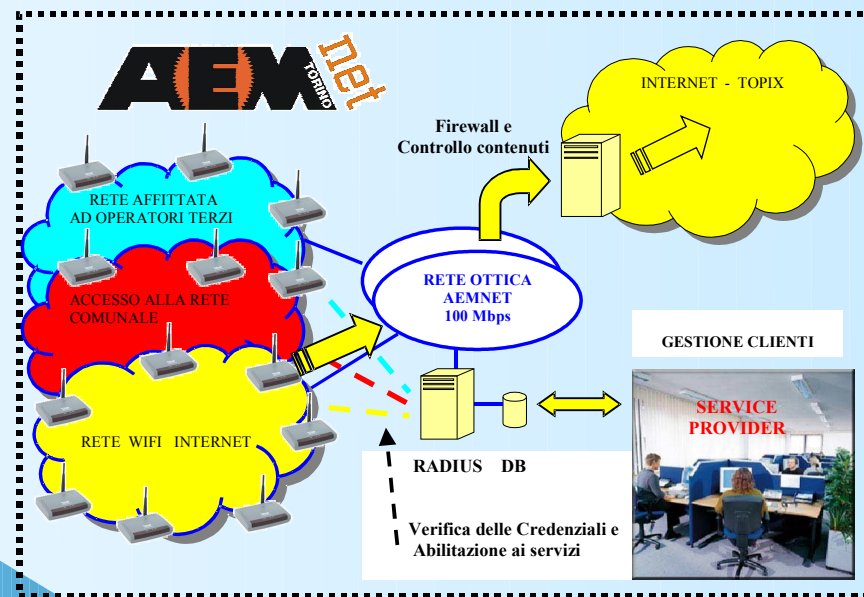 AEM net
TORINO
INTERNET - TOPIX
Firewall e
Controllo contenuti
RETE AFFITTATA
AD OPERATORI TERZI
RETE OTTICA
AEMNET
100 Mbps
ACCESSO ALLA RETE
COMUNALE
GESTIONE CLIENTI
SERVICE
PROVIDER
RETE WIFI INTERNET
RADIUS DB
Verifica delle Credenziali e
Abilitazione ai servizi